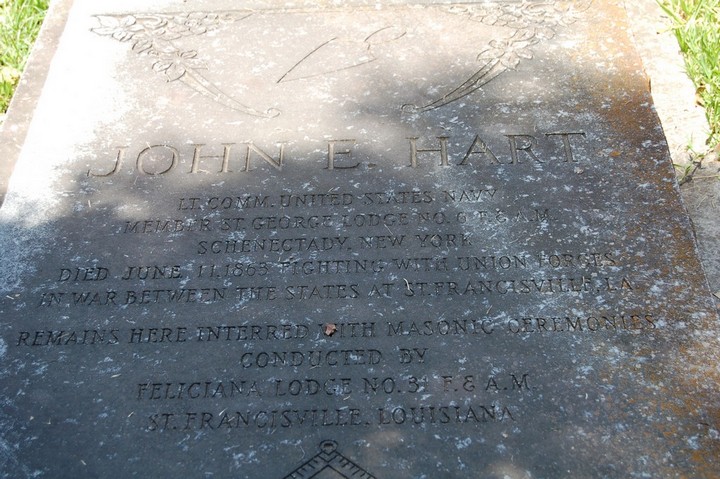 JOHN E. HART
LT. COMM. UNITED STATES NAVY
MEMBER ST. GEORGE LODGE NO. 6 F. & A.M.
SCHENECTADY, NEW YORK
DIED JUNE 11, 1863 FIGHTING WITH UNION FORCES
IN WAR BETWEEN THE STATES AT ST. FRANCISVILLE, LA.
REMAINS HERE INTERRED WITH MASONIC CEREMONIES
CONDUCTED BY
FELICIANA LODGE NO. 31 F. & A.M.
ST. FRANCISVILLE, LOUISIANA